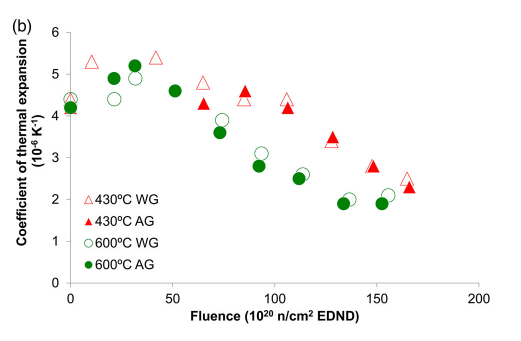 (b)
6
5
4
3
2
1
0
Coefficient of thermal expansion
(10⁻⁶ K⁻¹)
430ºC WG
430ºC AG
600ºC WG
600ºC AG
0
50
100
150
200
Fluence (10²⁰ n/cm² EDND)